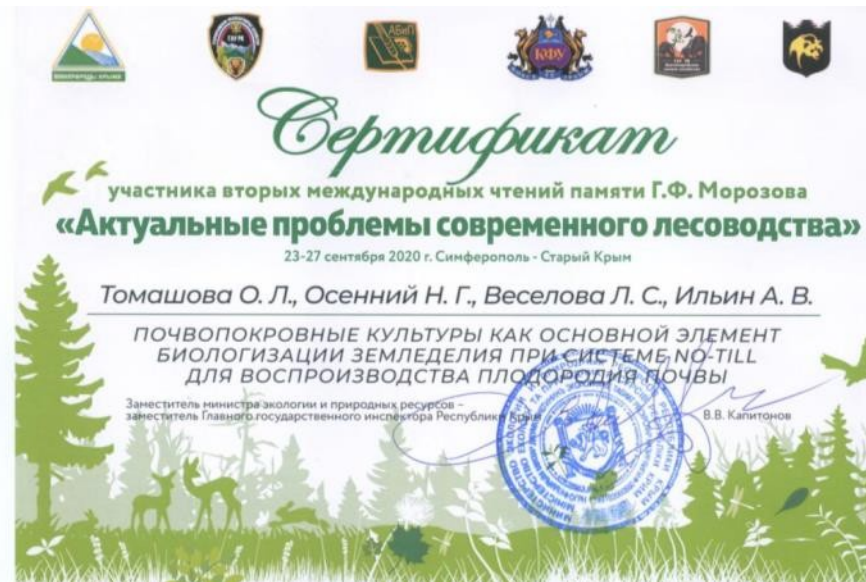 АБиП
КФУ
Сертификат
участника вторых международных чтений памяти Г.Ф. Морозова
«Актуальные проблемы современного лесоводства»
23-27 сентября 2020 г. Симферополь - Старый Крым
Томашова О. Л., Осенний Н. Г., Веселова Л. С., Ильин А. В.
ПОЧВОПОКРОВНЫЕ КУЛЬТУРЫ КАК ОСНОВНОЙ ЭЛЕМЕНТ
БИОЛОГИЗАЦИИ ЗЕМЛЕДЕЛИЯ ПРИ СИСТЕМЕ NO-TILL
ДЛЯ ВОСПРОИЗВОДСТВА ПЛОДОРОДИЯ ПОЧВЫ
Заместитель министра экологии и природных ресурсов –
заместитель Главного государственного инспектора Республики Крым
В.В. Капитонов